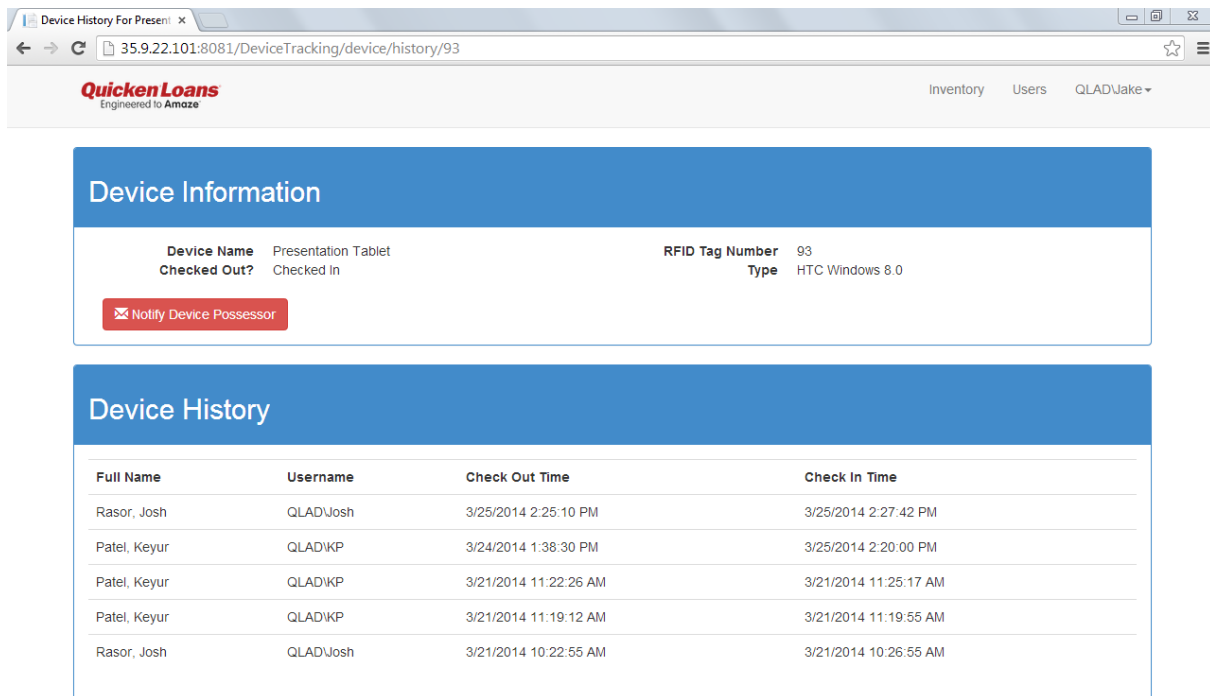 Device History For Present
35.9.22.101:8081/DeviceTracking/device/history/93
Quicken Loans
Engineered to Amaze
Inventory Users QLAD\Jake
Device Information
Device Name Presentation Tablet RFID Tag Number 93
Checked Out? Checked In Type HTC Windows 8.0
Notify Device Possessor
Device History
Full Name Username Check Out Time Check In Time
Rasor, Josh QLAD\Josh 3/25/2014 2:25:10 PM 3/25/2014 2:27:42 PM
Patel, Keyur QLAD\KP 3/24/2014 1:38:30 PM 3/25/2014 2:20:00 PM
Patel, Keyur QLAD\KP 3/21/2014 11:22:26 AM 3/21/2014 11:25:17 AM
Patel, Keyur QLAD\KP 3/21/2014 11:19:12 AM 3/21/2014 11:19:55 AM
Rasor, Josh QLAD\Josh 3/21/2014 10:22:55 AM 3/21/2014 10:26:55 AM